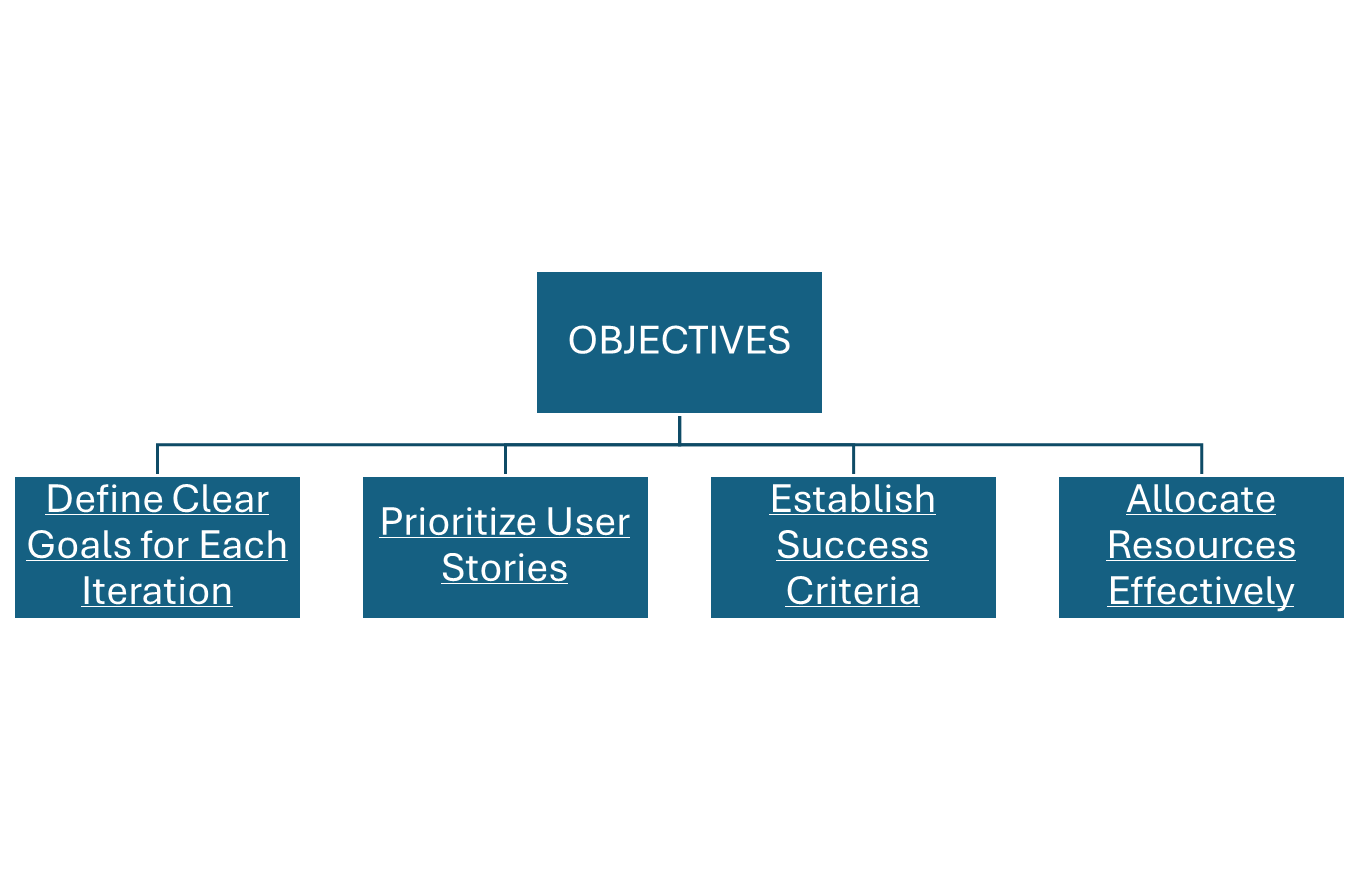 OBJECTIVES
Define Clear
Goals for Each
Iteration
Prioritize User
Stories
Establish
Success
Criteria
Allocate
Resources
Effectively